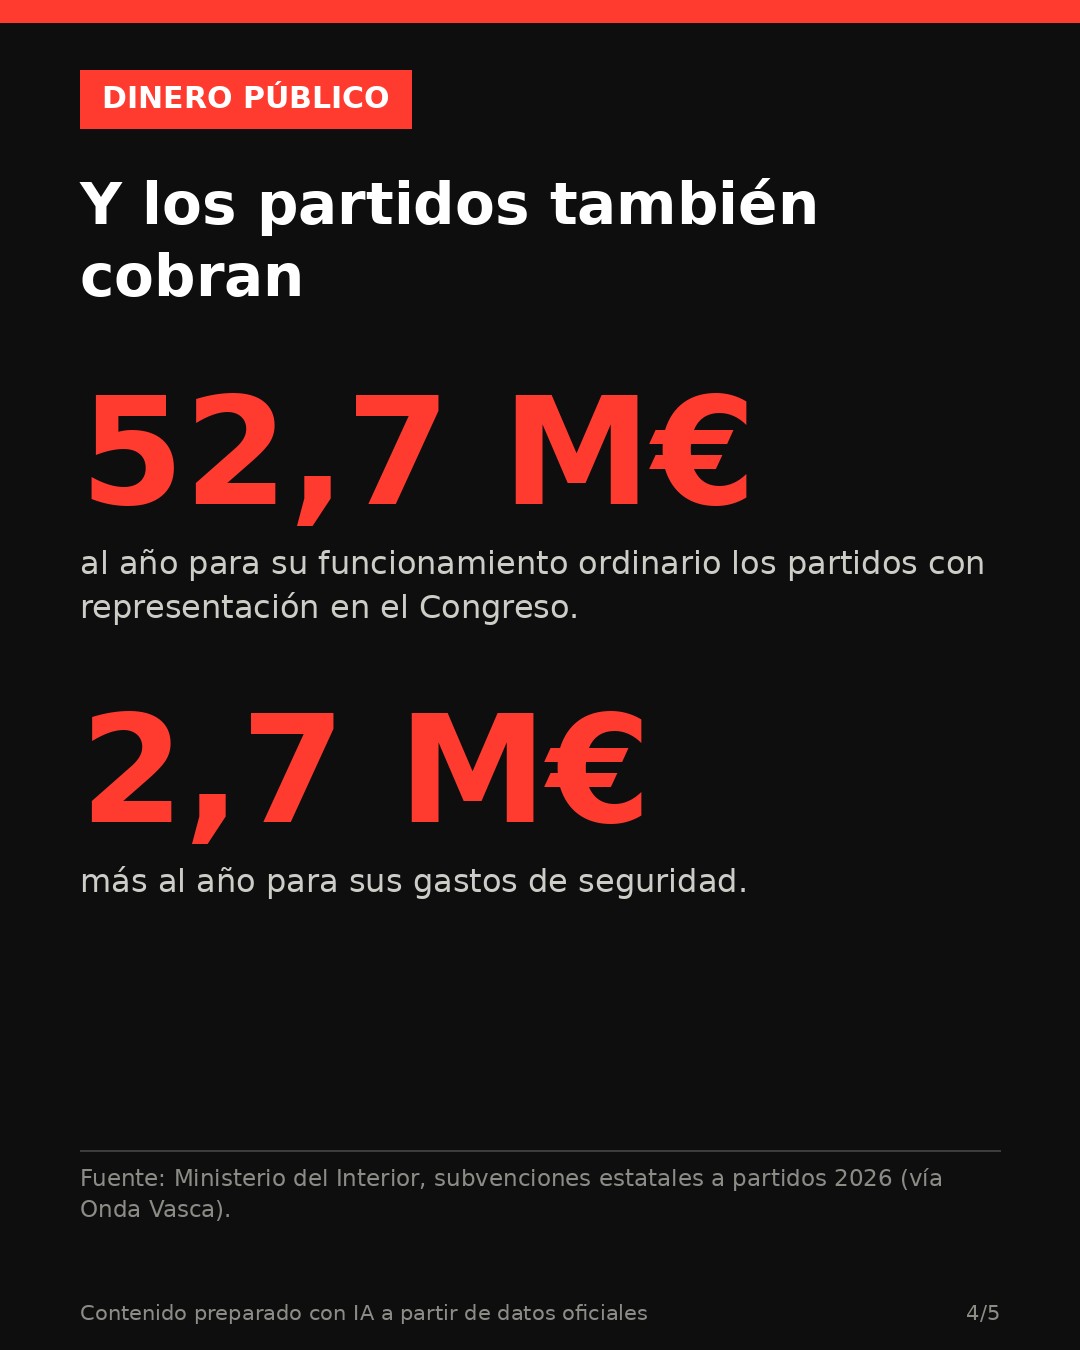 DINERO PÚBLICO
Y los partidos también
cobran
52,7 M€
al año para su funcionamiento ordinario los partidos con
representación en el Congreso.
2,7 M€
más al año para sus gastos de seguridad.
Fuente: Ministerio del Interior, subvenciones estatales a partidos 2026 (vía
Onda Vasca).
Contenido preparado con IA a partir de datos oficiales
4/5